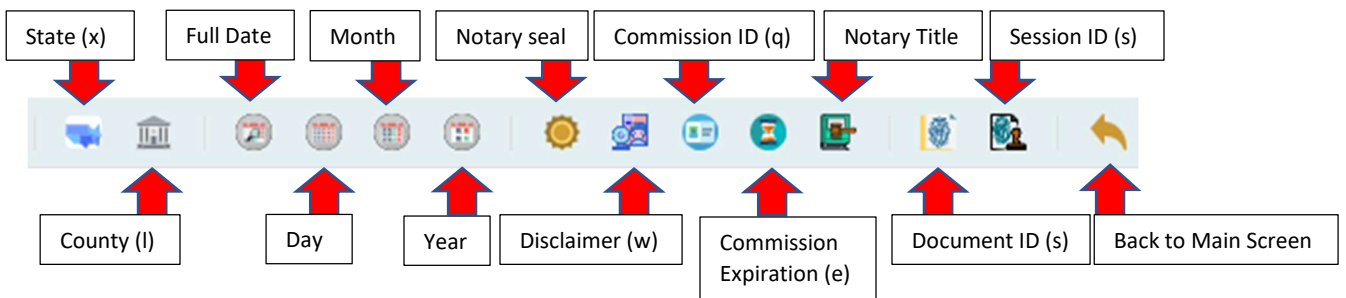 State (x)
Full Date
Month
Notary seal
Commission ID (q)
Notary Title
Session ID (s)
County (l)
Day
Year
Disclaimer (w)
Commission
Expiration (e)
Document ID (s)
Back to Main Screen